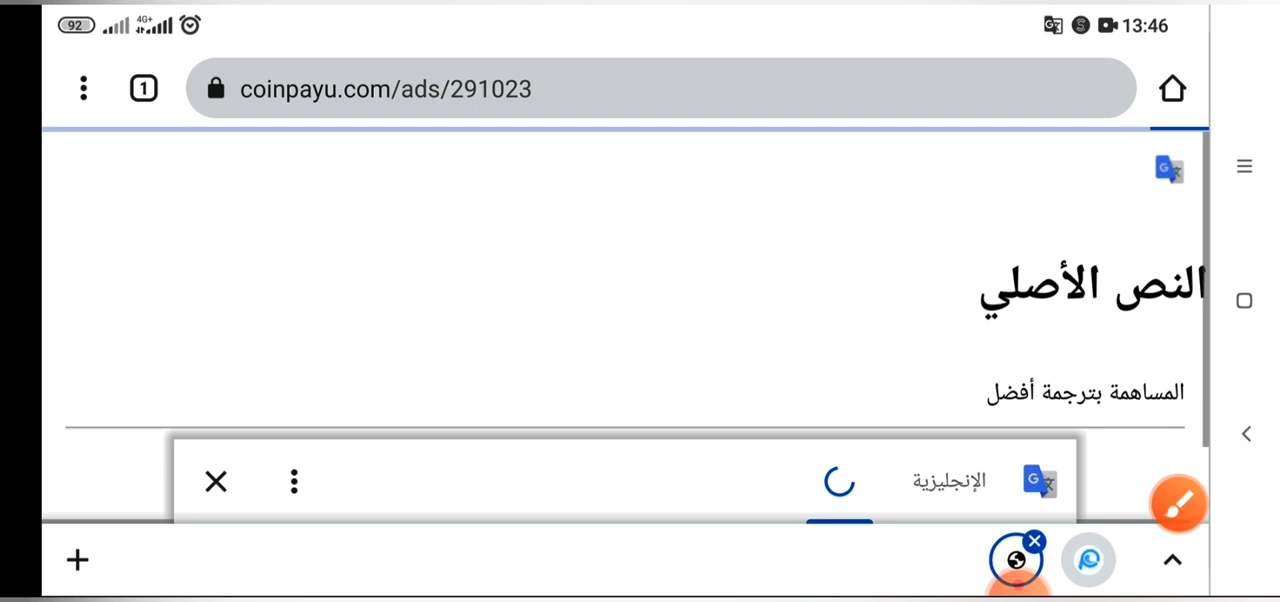 92 4G+ 13:46
1 coinpayu.com/ads/291023
النص الأصلي
المساهمة بترجمة أفضل
الإنجليزية